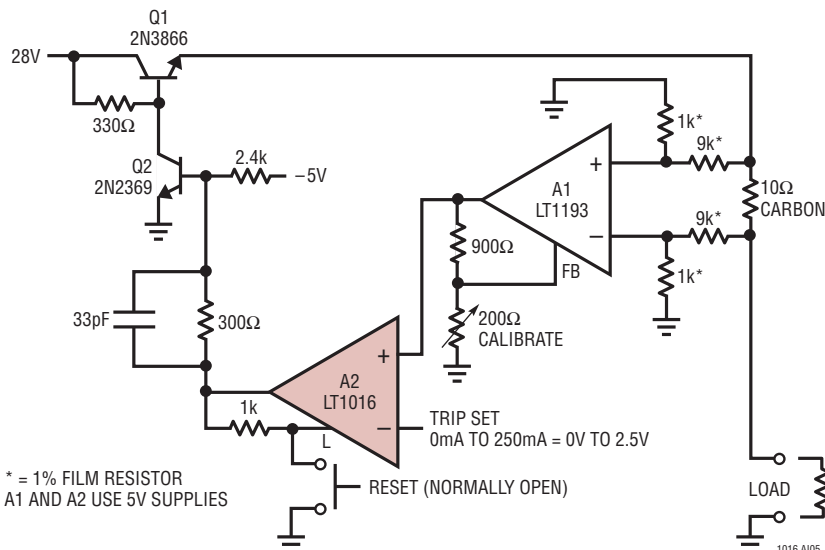 Q1
2N3866
28V
330Ω
Q2
2N2369
2.4k
–5V
33pF
300Ω
1k
A2
LT1016
+
–
L
TRIP SET
0mA TO 250mA = 0V TO 2.5V
RESET (NORMALLY OPEN)
900Ω
200Ω
CALIBRATE
FB
A1
LT1193
+
–
1k*
9k*
10Ω
CARBON
9k*
1k*
LOAD
* = 1% FILM RESISTOR
A1 AND A2 USE 5V SUPPLIES
1016 AI05